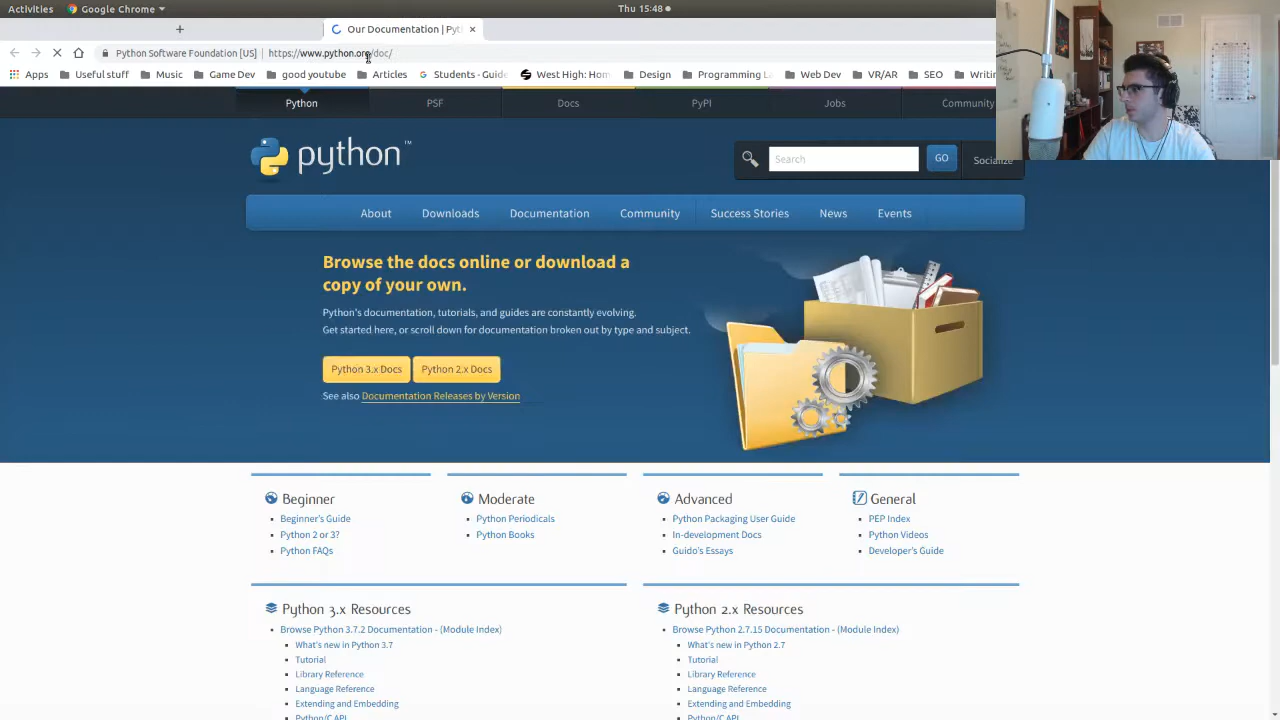 Activities Google Chrome Thu 15:48
Our Documentation | Pyt
Python Software Foundation [US] | https://www.python.org/doc/
Apps Useful stuff Music Game Dev good youtube Articles Students - Guide West High: Hom Design Programming La Web Dev VR/AR SEO Writin
Python PSF Docs PyPI Jobs Community
python™
Search GO Socialize
About Downloads Documentation Community Success Stories News Events
Browse the docs online or download a
copy of your own.
Python's documentation, tutorials, and guides are constantly evolving.
Get started here, or scroll down for documentation broken out by type and subject.
Python 3.x Docs Python 2.x Docs
See also Documentation Releases by Version
Beginner
Beginner's Guide
Python 2 or 3?
Python FAQs
Moderate
Python Periodicals
Python Books
Advanced
Python Packaging User Guide
In-development Docs
Guido's Essays
General
PEP Index
Python Videos
Developer's Guide
Python 3.x Resources
Browse Python 3.7.2 Documentation - (Module Index)
What's new in Python 3.7
Tutorial
Library Reference
Language Reference
Extending and Embedding
Python/C API
Python 2.x Resources
Browse Python 2.7.15 Documentation - (Module Index)
What's new in Python 2.7
Tutorial
Library Reference
Language Reference
Extending and Embedding
Python/C API